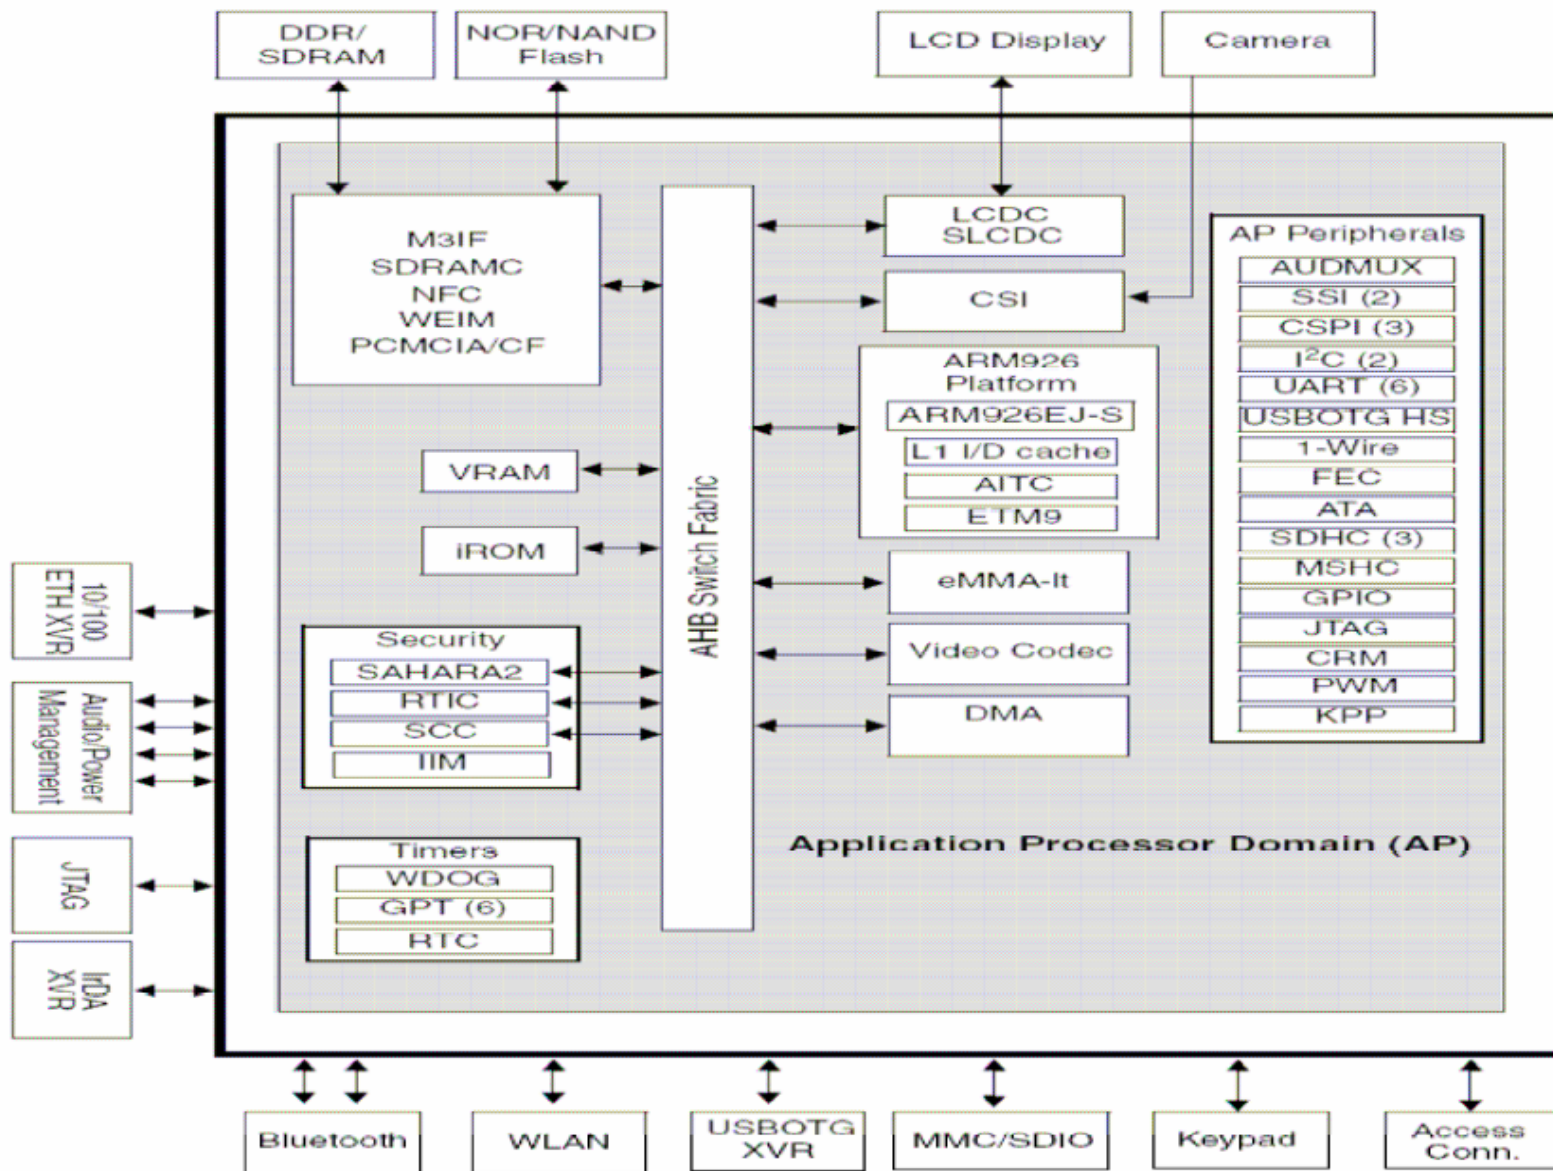 DDR/
SDRAM
NOR/NAND
Flash
LCD Display
Camera
M3IF
SDRAMC
NFC
WEIM
PCMCIA/CF
VRAM
iROM
Security
SAHARA2
RTIC
SCC
IIM
Timers
WDOG
GPT (6)
RTC
AHB Switch Fabric
LCDC
SLCDC
CSI
ARM926
Platform
ARM926EJ-S
L1 I/D cache
AITC
ETM9
eMMA-lt
Video Codec
DMA
AP Peripherals
AUDMUX
SSI (2)
CSPI (3)
I²C (2)
UART (6)
USBOTG HS
1-Wire
FEC
ATA
SDHC (3)
MSHC
GPIO
JTAG
CRM
PWM
KPP
Application Processor Domain (AP)
10/100
ETH XVR
Audio/Power
Management
JTAG
IrDA
XVR
Bluetooth
WLAN
USBOTG
XVR
MMC/SDIO
Keypad
Access
Conn.